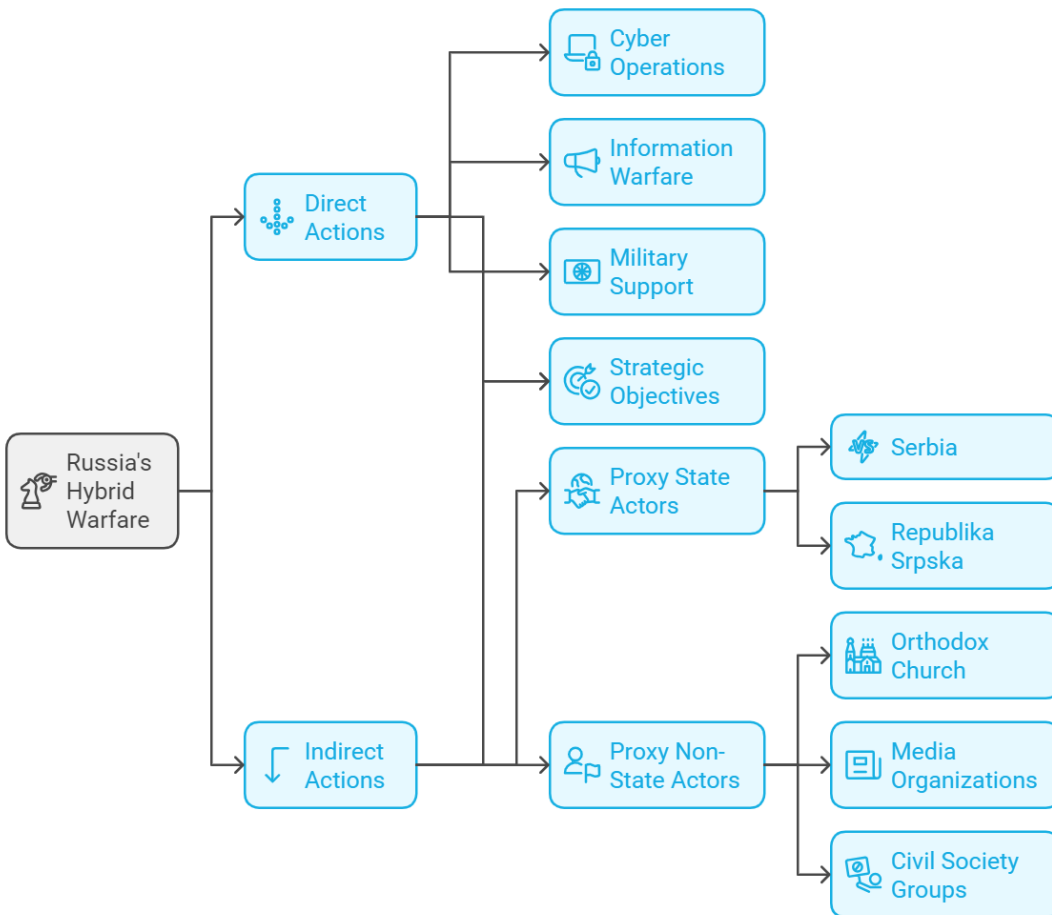 Cyber
Operations
Information
Warfare
Direct
Actions
Military
Support
Strategic
Objectives
Serbia
Russia's
Hybrid
Warfare
Proxy State
Actors
Republika
Srpska
Orthodox
Church
Indirect
Actions
Proxy Non-
State Actors
Media
Organizations
Civil Society
Groups